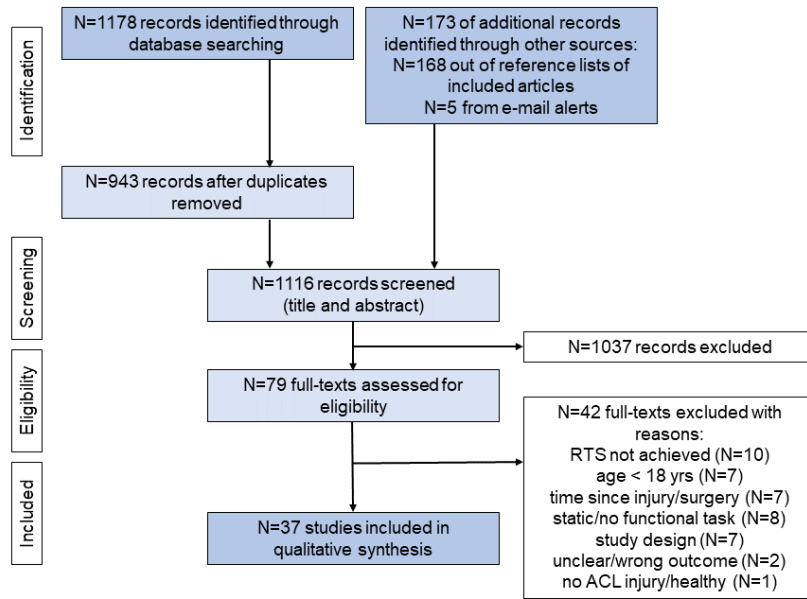 Identification
N=1178 records identified through
database searching
N=173 of additional records
identified through other sources:
N=168 out of reference lists of
included articles
N=5 from e-mail alerts
N=943 records after duplicates
removed
Screening
N=1116 records screened
(title and abstract)
N=1037 records excluded
Eligibility
N=79 full-texts assessed for
eligibility
N=42 full-texts excluded with
reasons:
RTS not achieved (N=10)
age < 18 yrs (N=7)
time since injury/surgery (N=7)
static/no functional task (N=8)
study design (N=7)
unclear/wrong outcome (N=2)
no ACL injury/healthy (N=1)
Included
N=37 studies included in
qualitative synthesis